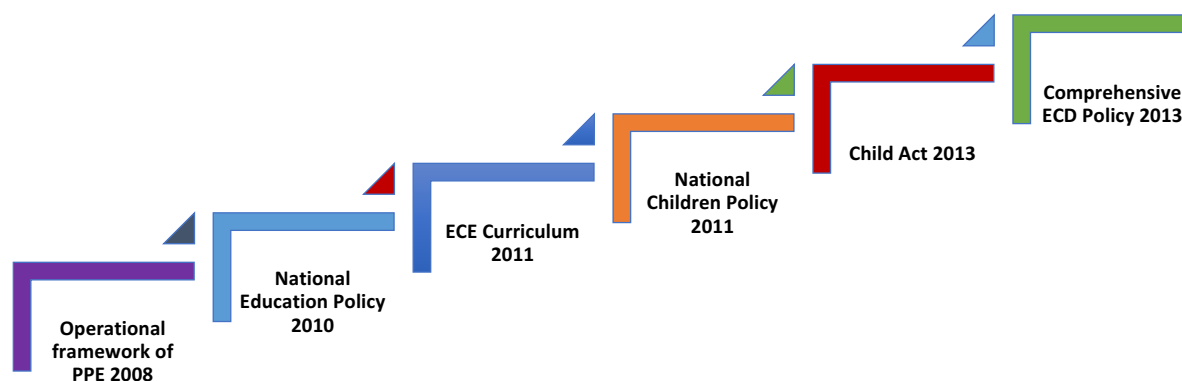 Operational
framework of
PPE 2008
National
Education Policy
2010
ECE Curriculum
2011
National
Children Policy
2011
Child Act 2013
Comprehensive
ECD Policy 2013